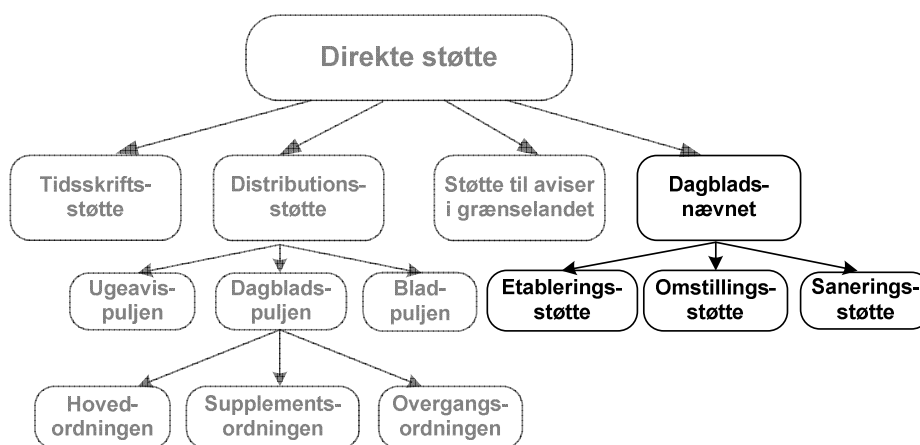 Direkte støtte
Tidsskrifts-
støtte
Distributions-
støtte
Støtte til aviser
i grænselandet
Dagblads-
nævnet
Ugeavis-
puljen
Dagblads-
puljen
Blad-
puljen
Etablerings-
støtte
Omstillings-
støtte
Sanerings-
støtte
Hoved-
ordningen
Supplements-
ordningen
Overgangs-
ordningen